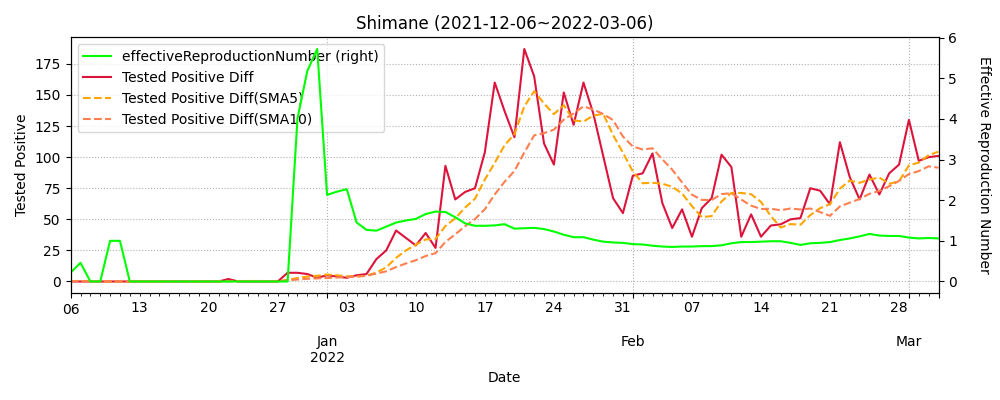 Shimane (2021-12-06~2022-03-06)
effectiveReproductionNumber (right)
Tested Positive Diff
Tested Positive Diff(SMA5)
Tested Positive Diff(SMA10)
Tested Positive
175
150
125
100
75
50
25
0
6
5
4
3
2
1
0
Effective Reproduction Number
06 13 20 27 03 10 17 24 31 07 14 21 28
Jan Feb Mar
2022
Date